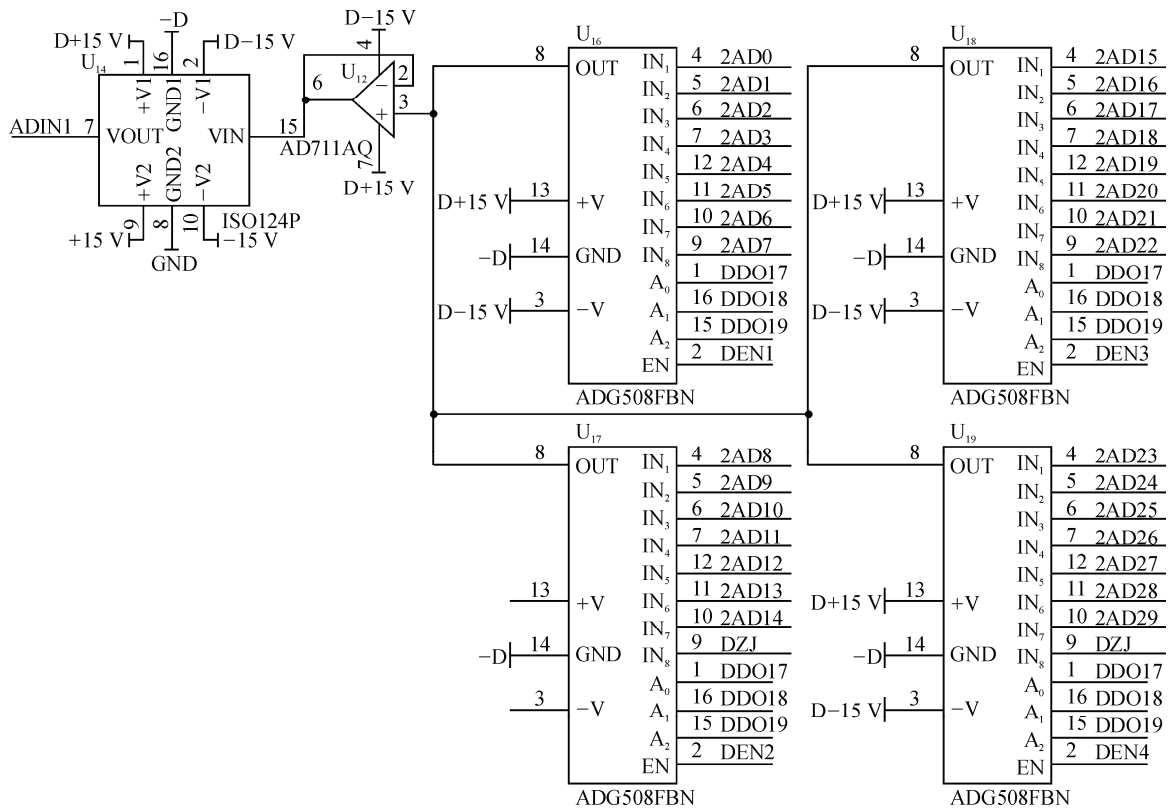 D+15 V
−D
D−15 V
U14
1
16
2
+V1
GND1
−V1
ADIN1
7
VOUT
VIN
15
+V2
GND2
−V2
9
8
10
ISO124P
+15 V
−15 V
GND
D−15 V
4
U12
6
2
−
3
+
AD711AQ
7
D+15 V
U16
8
OUT
IN1 4 2AD0
IN2 5 2AD1
IN3 6 2AD2
IN4 7 2AD3
IN5 12 2AD4
D+15 V 13 +V
IN6 11 2AD5
IN7 10 2AD6
−D 14 GND
IN8 9 2AD7
A0 1 DDO17
D−15 V 3 −V
A1 16 DDO18
A2 15 DDO19
EN 2 DEN1
ADG508FBN
U18
8
OUT
IN1 4 2AD15
IN2 5 2AD16
IN3 6 2AD17
IN4 7 2AD18
IN5 12 2AD19
D+15 V 13 +V
IN6 11 2AD20
IN7 10 2AD21
−D 14 GND
IN8 9 2AD22
A0 1 DDO17
D−15 V 3 −V
A1 16 DDO18
A2 15 DDO19
EN 2 DEN3
ADG508FBN
U17
8
OUT
IN1 4 2AD8
IN2 5 2AD9
IN3 6 2AD10
IN4 7 2AD11
IN5 12 2AD12
13 +V
IN6 11 2AD13
IN7 10 2AD14
−D 14 GND
IN8 9 DZJ
A0 1 DDO17
3 −V
A1 16 DDO18
A2 15 DDO19
EN 2 DEN2
ADG508FBN
U19
8
OUT
IN1 4 2AD23
IN2 5 2AD24
IN3 6 2AD25
IN4 7 2AD26
IN5 12 2AD27
D+15 V 13 +V
IN6 11 2AD28
IN7 10 2AD29
−D 14 GND
IN8 9 DZJ
A0 1 DDO17
D−15 V 3 −V
A1 16 DDO18
A2 15 DDO19
EN 2 DEN4
ADG508FBN